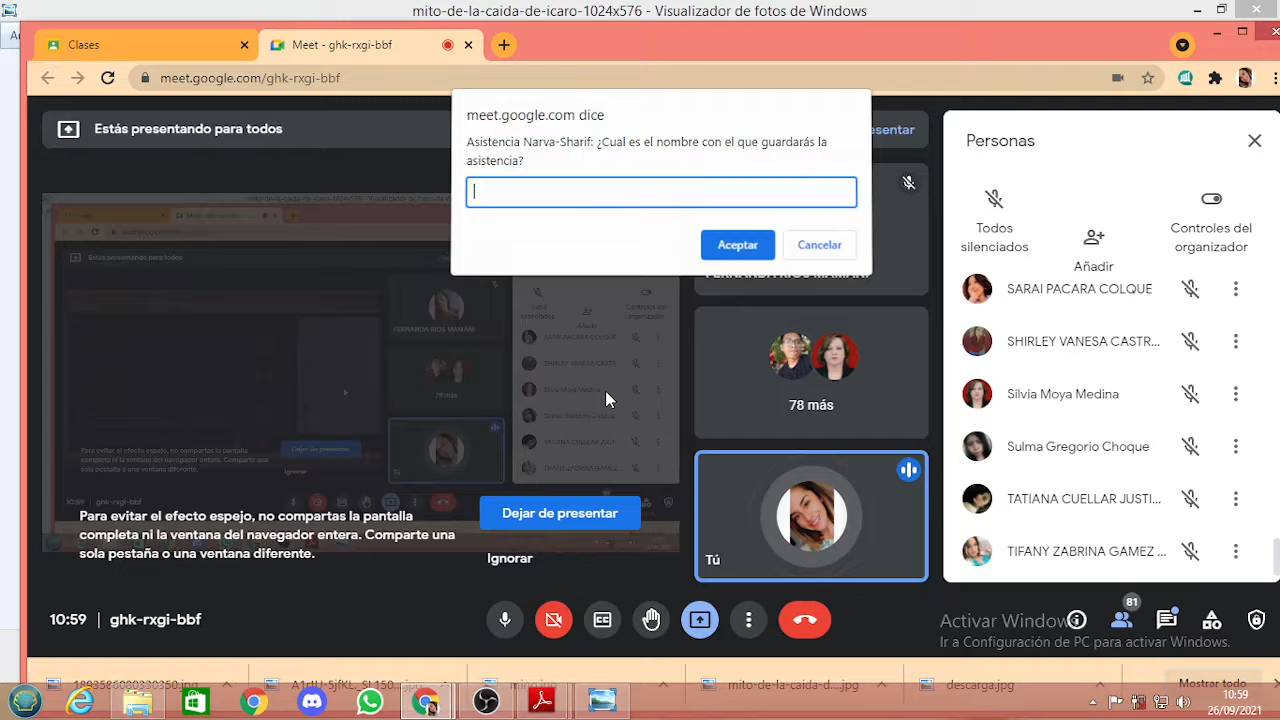 mito-de-la-caida-de-icaro-1024x576 - Visualizador de fotos de Windows
Clases
Meet - ghk-rxgi-bbf
meet.google.com/ghk-rxgi-bbf
Estás presentando para todos
meet.google.com dice
Asistencia Narva-Sharif: ¿Cual es el nombre con el que guardarás la
asistencia?
Aceptar
Cancelar
FERNANDA RIOS MAMANI
78 más
Tú
Para evitar el efecto espejo, no compartas la pantalla
completa ni la ventana del navegador entera. Comparte una
sola pestaña o una ventana diferente.
Dejar de presentar
Ignorar
Personas
Todos
silenciados
Añadir
Controles del
organizador
SARAI PACARA COLQUE
SHIRLEY VANESA CASTR...
Silvia Moya Medina
Sulma Gregorio Choque
TATIANA CUELLAR JUSTI...
TIFANY ZABRINA GAMEZ ...
10:59 | ghk-rxgi-bbf
81
Activar Windows
Ir a Configuración de PC para activar Windows.
mito-de-la-caida-d....jpg
descarga.jpg
Mostrar todo
10:59
26/09/2021